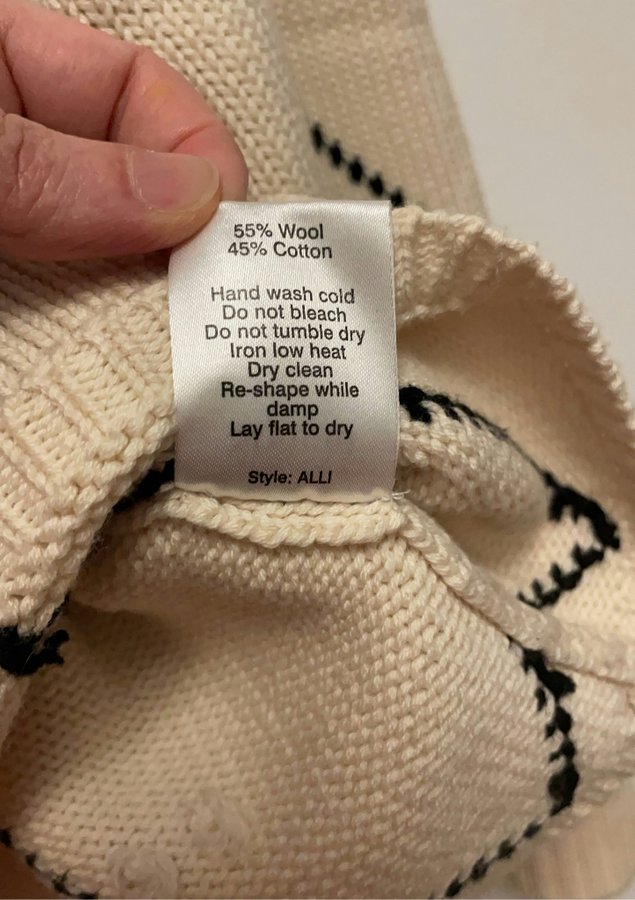 55% Wool
45% Cotton
Hand wash cold
Do not bleach
Do not tumble dry
Iron low heat
Dry clean
Re-shape while
damp
Lay flat to dry
Style: ALLI